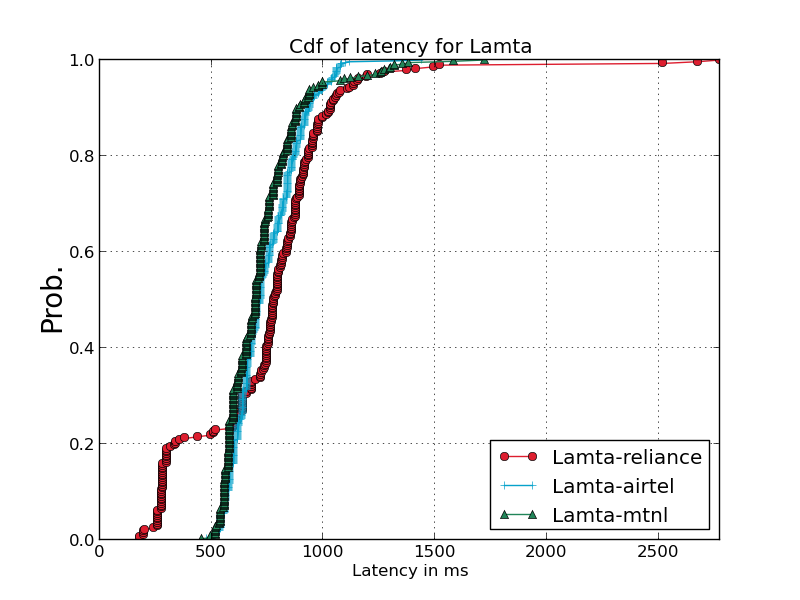 Cdf of latency for Lamta
Prob.
1.0
0.8
0.6
0.4
0.2
0.0
0
500
1000
1500
2000
2500
Latency in ms
Lamta-reliance
Lamta-airtel
Lamta-mtnl